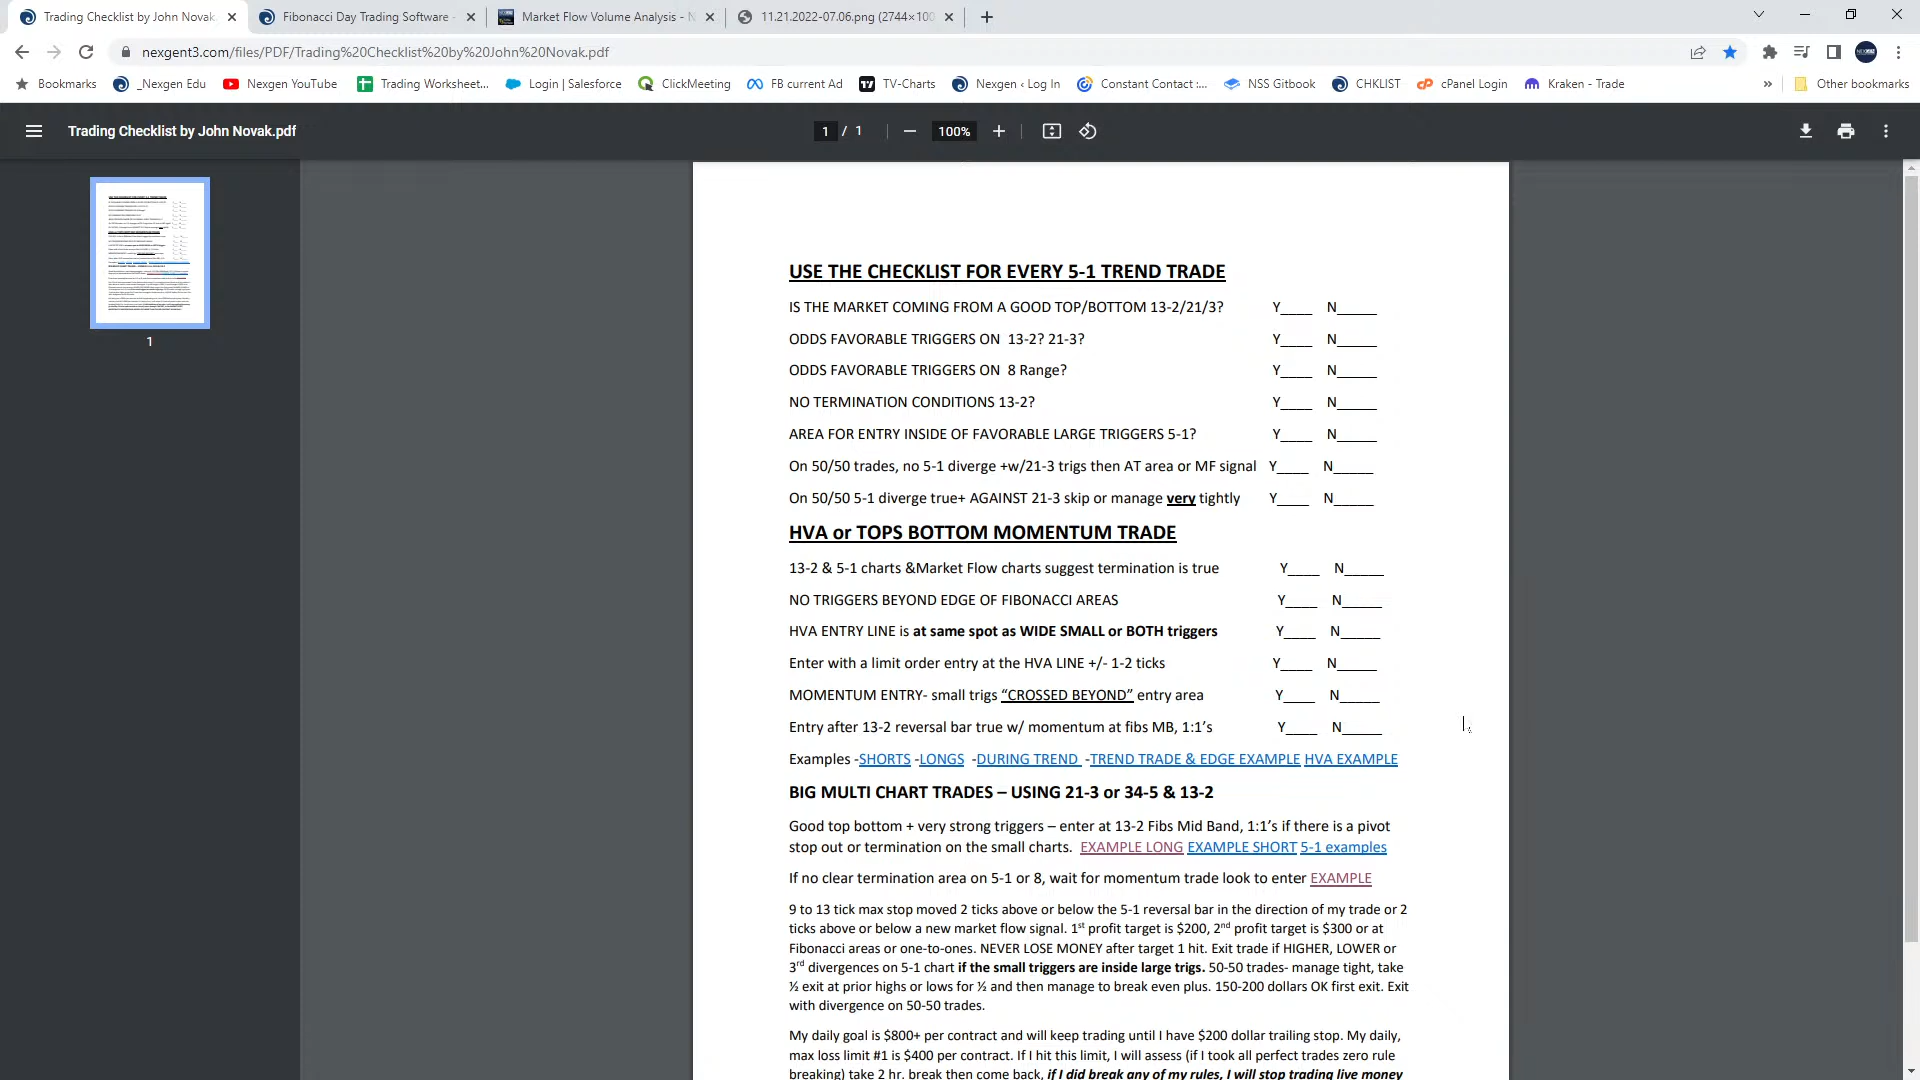 Trading Checklist by John Novak.
Fibonacci Day Trading Software -
Market Flow Volume Analysis - N
11.21.2022-07.06.png (2744×100
nexgent3.com/files/PDF/Trading%20Checklist%20by%20John%20Novak.pdf
Bookmarks _Nexgen Edu Nexgen YouTube Trading Worksheet... Login | Salesforce ClickMeeting FB current Ad TV-Charts Nexgen ‹ Log In Constant Contact :... NSS Gitbook CHKLIST cPanel Login Kraken - Trade » Other bookmarks
Trading Checklist by John Novak.pdf 1 / 1 100%
1
USE THE CHECKLIST FOR EVERY 5-1 TREND TRADE
IS THE MARKET COMING FROM A GOOD TOP/BOTTOM 13-2/21/3? Y____ N_____
ODDS FAVORABLE TRIGGERS ON 13-2? 21-3? Y____ N_____
ODDS FAVORABLE TRIGGERS ON 8 Range? Y____ N_____
NO TERMINATION CONDITIONS 13-2? Y____ N_____
AREA FOR ENTRY INSIDE OF FAVORABLE LARGE TRIGGERS 5-1? Y____ N_____
On 50/50 trades, no 5-1 diverge +w/21-3 trigs then AT area or MF signal Y____ N_____
On 50/50 5-1 diverge true+ AGAINST 21-3 skip or manage very tightly Y____ N_____
HVA or TOPS BOTTOM MOMENTUM TRADE
13-2 & 5-1 charts &Market Flow charts suggest termination is true Y____ N_____
NO TRIGGERS BEYOND EDGE OF FIBONACCI AREAS Y____ N_____
HVA ENTRY LINE is at same spot as WIDE SMALL or BOTH triggers Y____ N_____
Enter with a limit order entry at the HVA LINE +/- 1-2 ticks Y____ N_____
MOMENTUM ENTRY- small trigs “CROSSED BEYOND” entry area Y____ N_____
Entry after 13-2 reversal bar true w/ momentum at fibs MB, 1:1’s Y____ N_____
Examples -SHORTS -LONGS -DURING TREND -TREND TRADE & EDGE EXAMPLE HVA EXAMPLE
BIG MULTI CHART TRADES – USING 21-3 or 34-5 & 13-2
Good top bottom + very strong triggers – enter at 13-2 Fibs Mid Band, 1:1’s if there is a pivot
stop out or termination on the small charts. EXAMPLE LONG EXAMPLE SHORT 5-1 examples
If no clear termination area on 5-1 or 8, wait for momentum trade look to enter EXAMPLE
9 to 13 tick max stop moved 2 ticks above or below the 5-1 reversal bar in the direction of my trade or 2
ticks above or below a new market flow signal. 1st profit target is $200, 2nd profit target is $300 or at
Fibonacci areas or one-to-ones. NEVER LOSE MONEY after target 1 hit. Exit trade if HIGHER, LOWER or
3rd divergences on 5-1 chart if the small triggers are inside large trigs. 50-50 trades- manage tight, take
½ exit at prior highs or lows for ½ and then manage to break even plus. 150-200 dollars OK first exit. Exit
with divergence on 50-50 trades.
My daily goal is $800+ per contract and will keep trading until I have $200 dollar trailing stop. My daily,
max loss limit #1 is $400 per contract. If I hit this limit, I will assess (if I took all perfect trades zero rule
breaking) take 2 hr. break then come back, if I did break any of my rules, I will stop trading live money